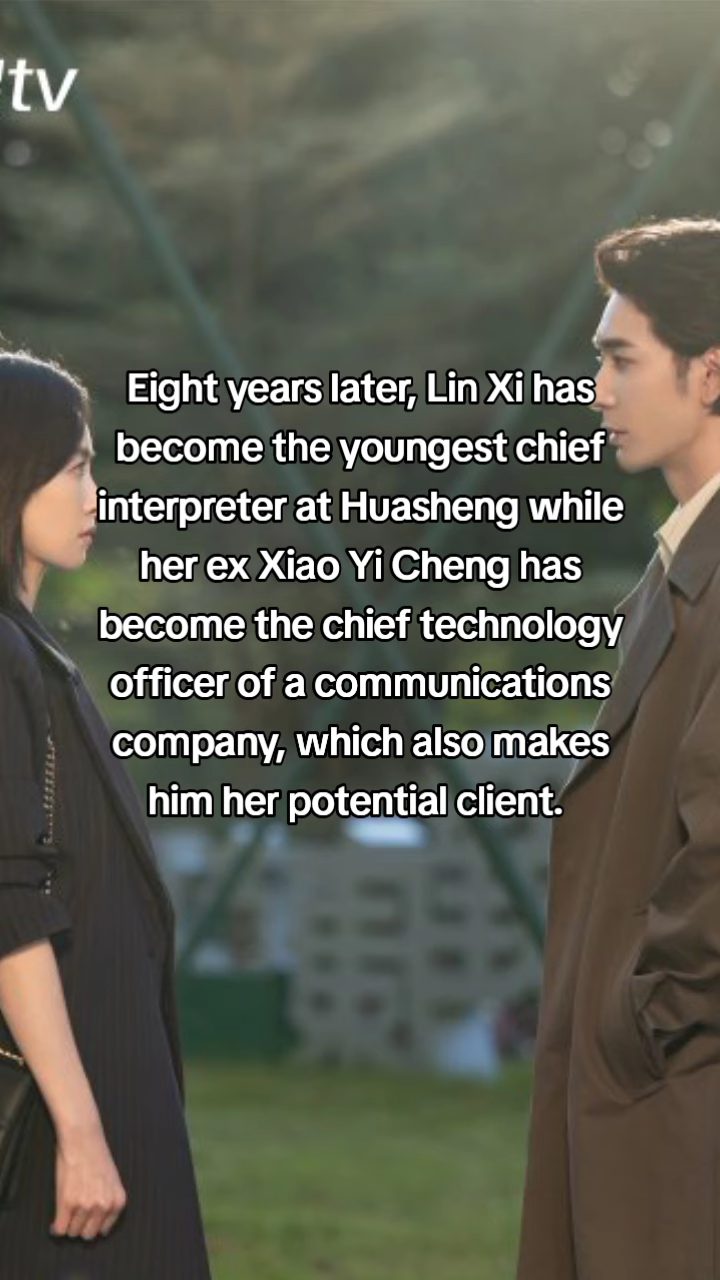 tv
Eight years later, Lin Xi has
become the youngest chief
interpreter at Huasheng while
her ex Xiao Yi Cheng has
become the chief technology
officer of a communications
company, which also makes
him her potential client.